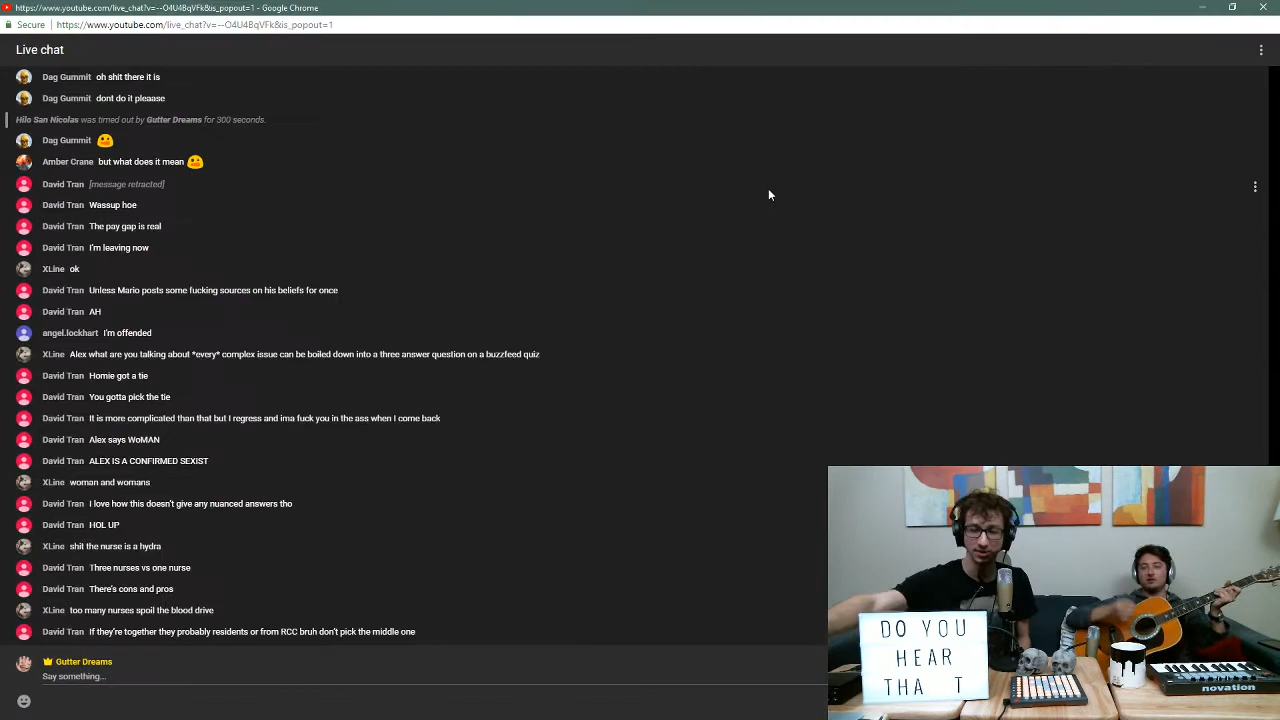 https://www.youtube.com/live_chat?v=--O4U4BqVFk&is_popout=1 - Google Chrome
Secure https://www.youtube.com/live_chat?v=--O4U4BqVFk&is_popout=1
Live chat
Dag Gummit oh shit there it is
Dag Gummit dont do it pleaase
Hilo San Nicolas was timed out by Gutter Dreams for 300 seconds.
Dag Gummit
Amber Crane but what does it mean
David Tran [message retracted]
David Tran Wassup hoe
David Tran The pay gap is real
David Tran I'm leaving now
XLine ok
David Tran Unless Mario posts some fucking sources on his beliefs for once
David Tran AH
angel.lockhart I'm offended
XLine Alex what are you talking about *every* complex issue can be boiled down into a three answer question on a buzzfeed quiz
David Tran Homie got a tie
David Tran You gotta pick the tie
David Tran It is more complicated than that but I regress and ima fuck you in the ass when I come back
David Tran Alex says WoMAN
David Tran ALEX IS A CONFIRMED SEXIST
XLine woman and womans
David Tran I love how this doesn't give any nuanced answers tho
David Tran HOL UP
XLine shit the nurse is a hydra
David Tran Three nurses vs one nurse
David Tran There's cons and pros
XLine too many nurses spoil the blood drive
David Tran If they're together they probably residents or from RCC bruh don't pick the middle one
Gutter Dreams
Say something...
DO YOU
HEAR
THA T
novation